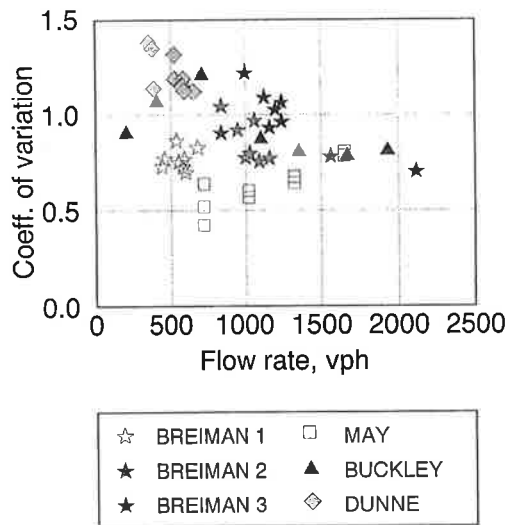 1.5
1.0
0.5
0.0
Coeff. of variation
0 500 1000 1500 2000 2500
Flow rate, vph
BREIMAN 1 MAY
BREIMAN 2 BUCKLEY
BREIMAN 3 DUNNE